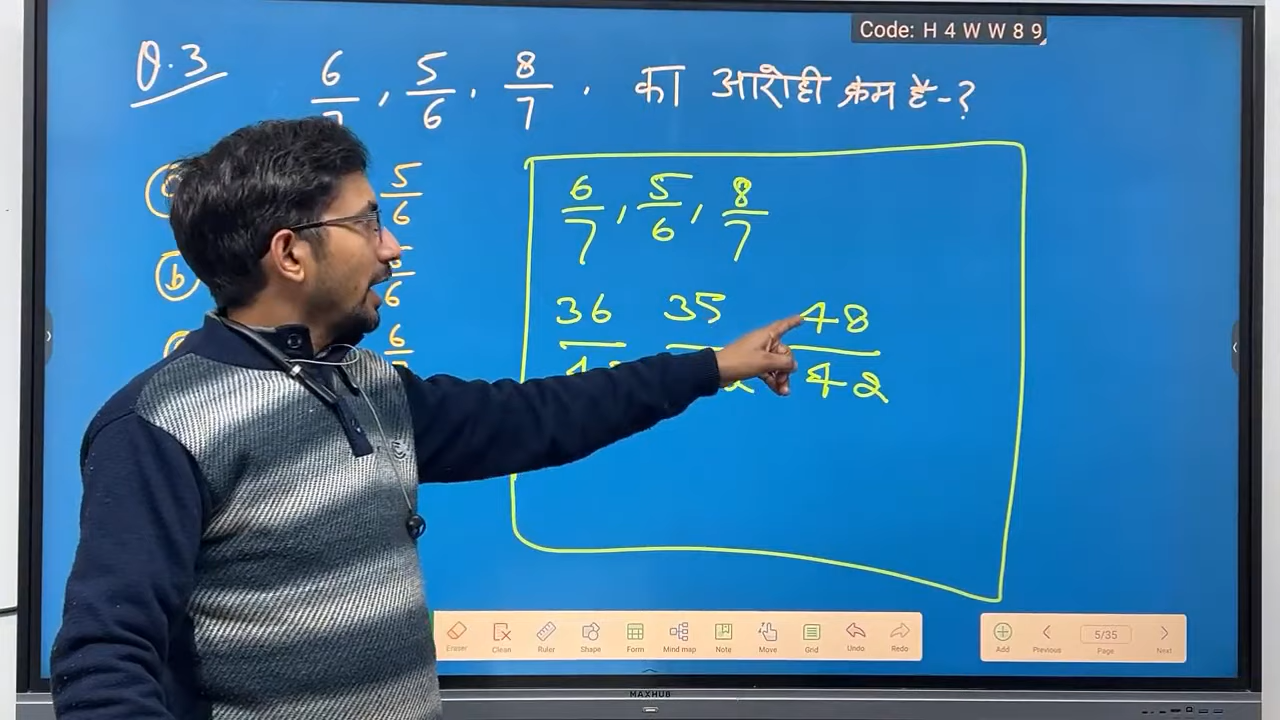 Code: H 4 W W 8 9
Q.3 6/7, 5/6, 8/7, का आरोही क्रम है-?
5/6
b 6
6
6/7, 5/6, 8/7
36 35 48/42
Eraser Clean Ruler Shape Form Mind map Note Move Grid Undo Redo
Add Previous 5/35 Page Next
MAXHUB